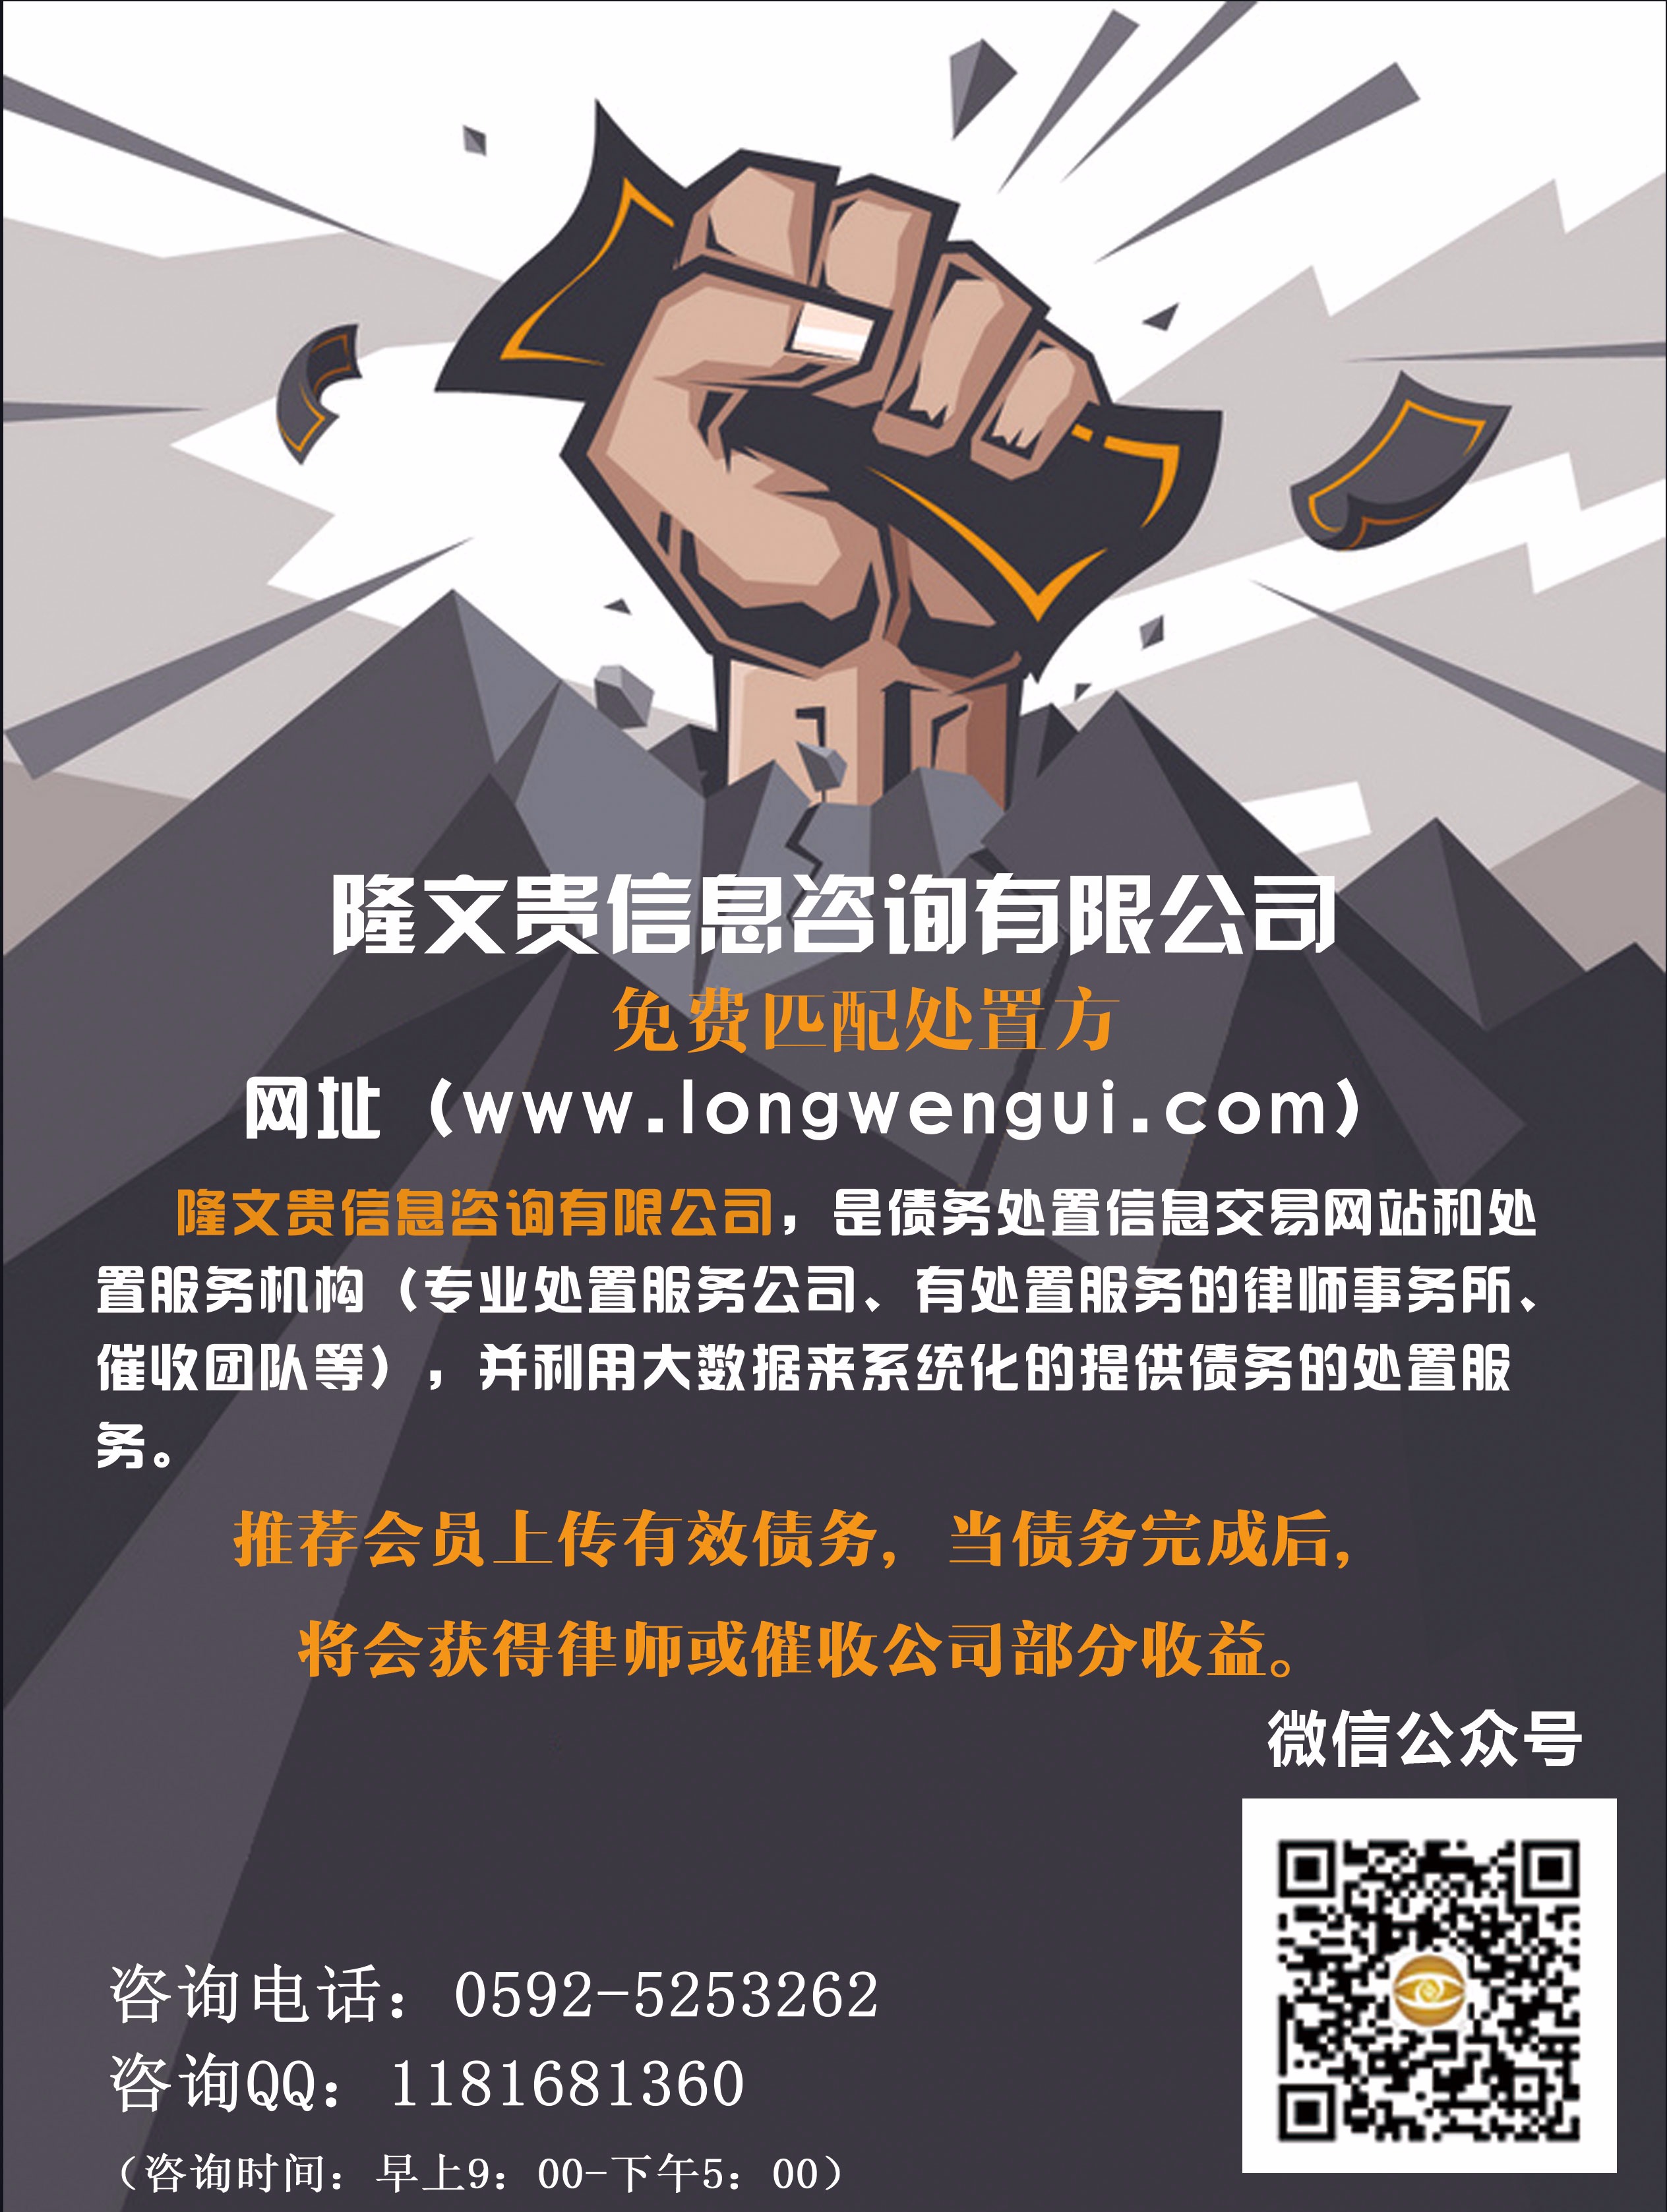 隆文贵信息咨询有限公司
免费匹配处置方
网址（www.longwengui.com）
隆文贵信息咨询有限公司，是债务处置信息交易网站和处
置服务机构（专业处置服务公司、有处置服务的律师事务所、
催收团队等），并利用大数据来系统化的提供债务的处置服
务。
推荐会员上传有效债务，当债务完成后，
将会获得律师或催收公司部分收益。
微信公众号
咨询电话：0592-5253262
咨询QQ：1181681360
（咨询时间：早上9：00-下午5：00）